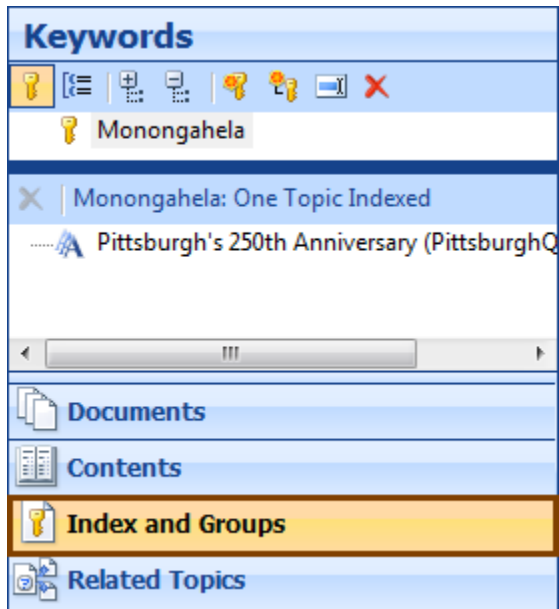 Keywords
Monongahela
Monongahela: One Topic Indexed
Pittsburgh's 250th Anniversary (PittsburghQ
Documents
Contents
Index and Groups
Related Topics